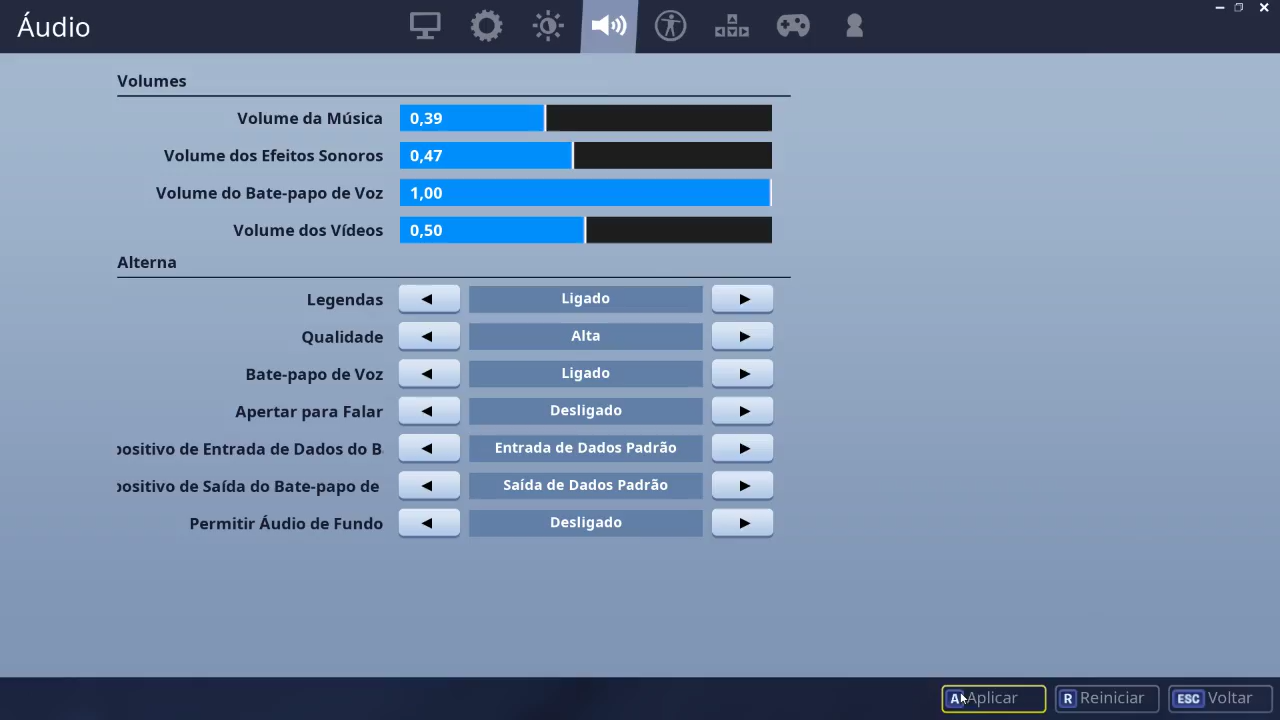 Áudio
Volumes
Volume da Música 0,39
Volume dos Efeitos Sonoros 0,47
Volume do Bate-papo de Voz 1,00
Volume dos Vídeos 0,50
Alterna
Legendas Ligado
Qualidade Alta
Bate-papo de Voz Ligado
Apertar para Falar Desligado
positivo de Entrada de Dados do B Entrada de Dados Padrão
positivo de Saída do Bate-papo de Saída de Dados Padrão
Permitir Áudio de Fundo Desligado
A Aplicar R Reiniciar ESC Voltar